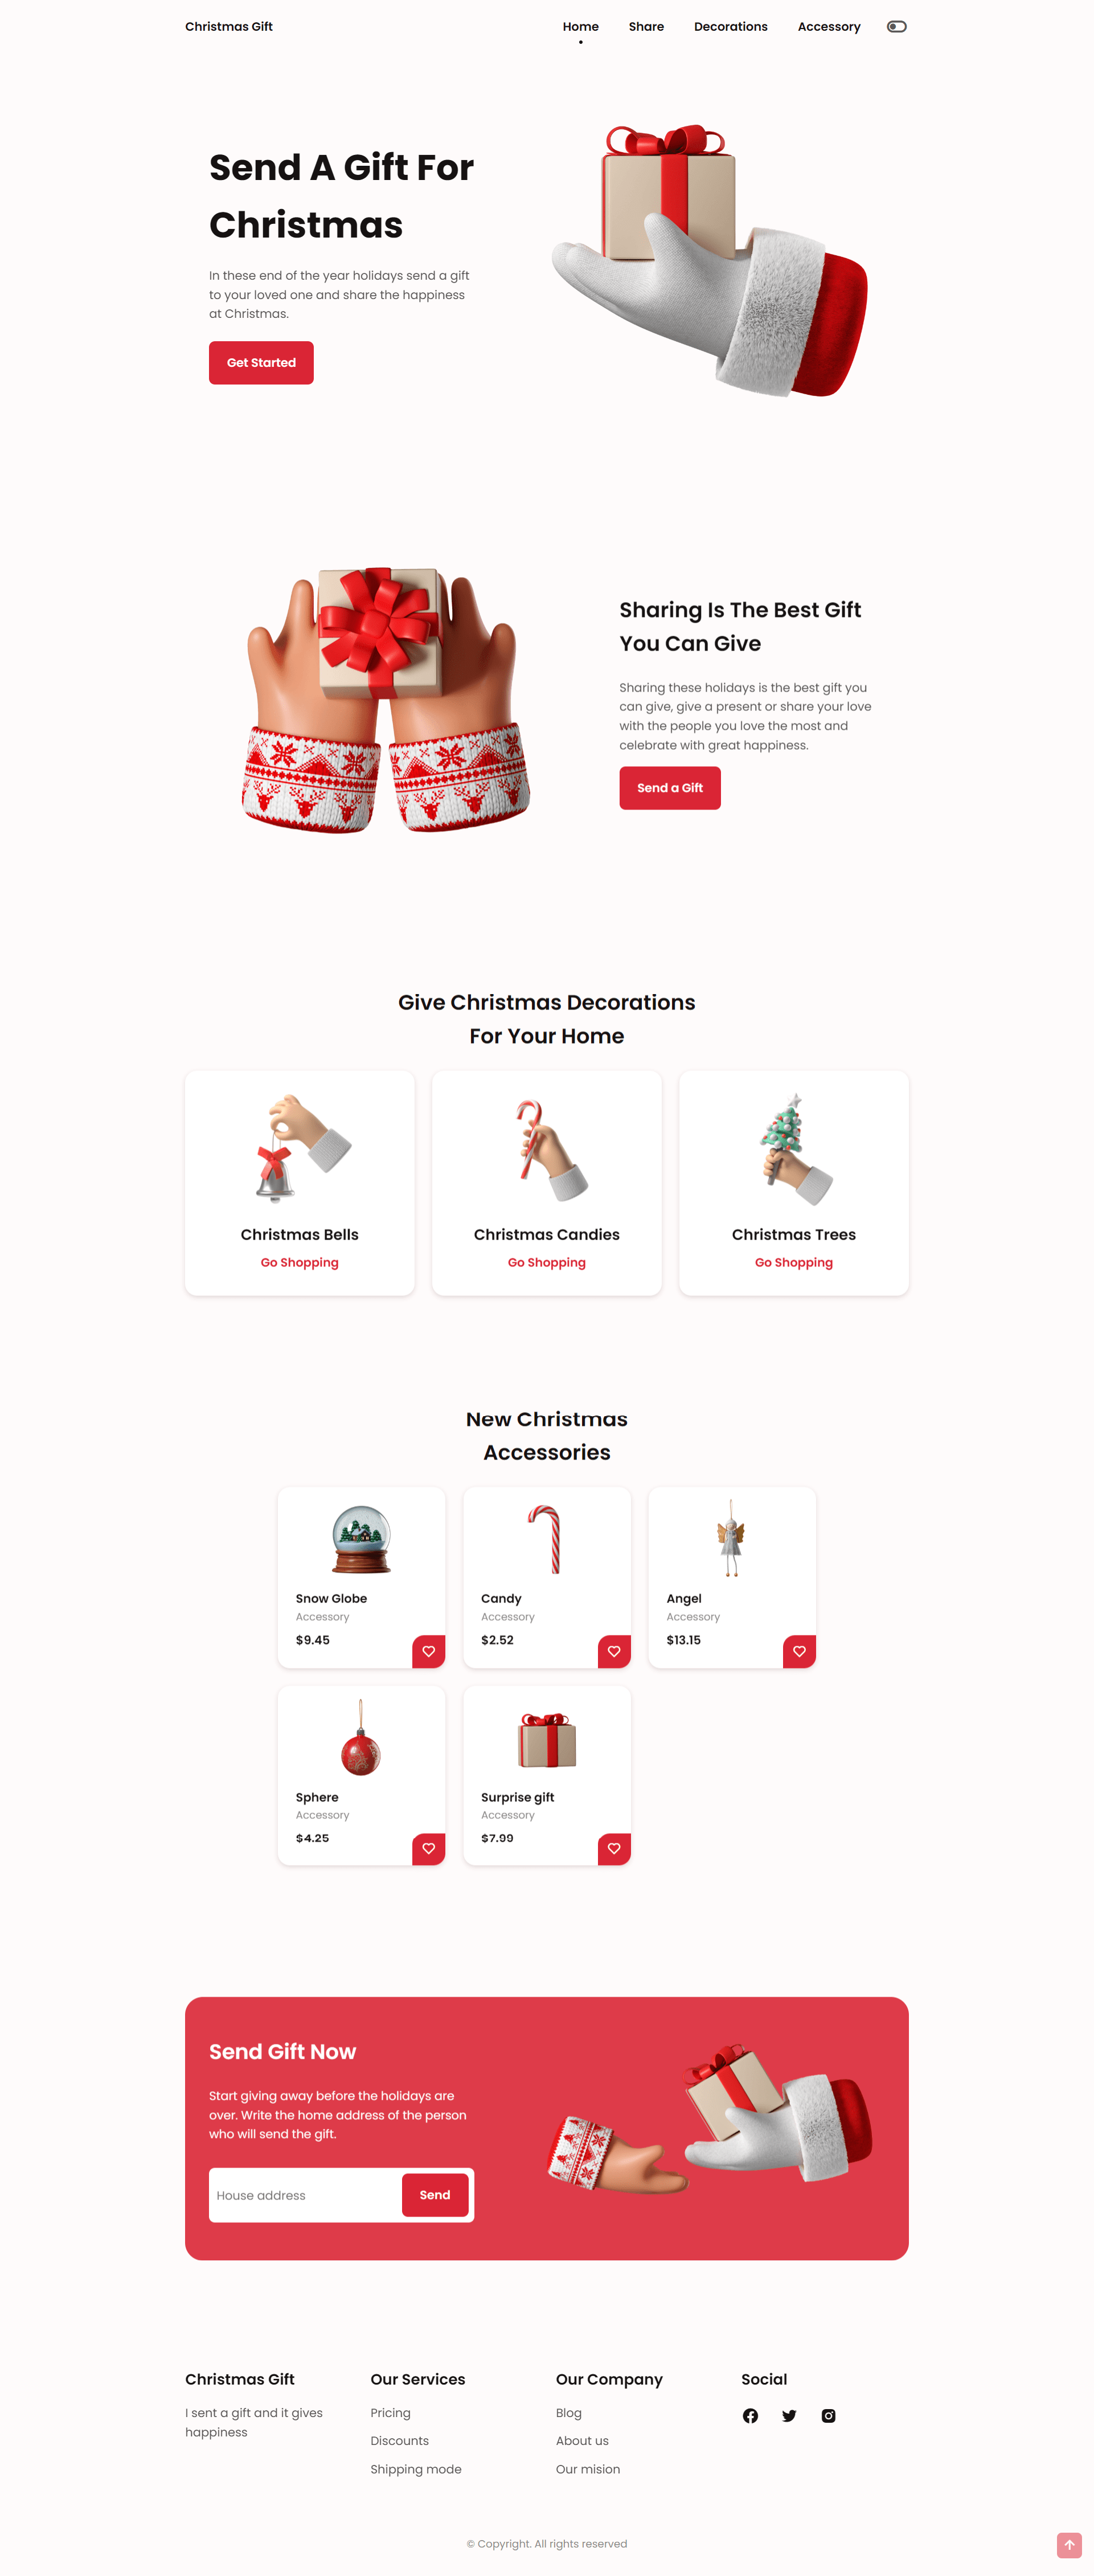 Christmas Gift
Home
Share
Decorations
Accessory
Send A Gift For
Christmas
In these end of the year holidays send a gift
to your loved one and share the happiness
at Christmas.
Get Started
Sharing Is The Best Gift
You Can Give
Sharing these holidays is the best gift you
can give, give a present or share your love
with the people you love the most and
celebrate with great happiness.
Send a Gift
Give Christmas Decorations
For Your Home
Christmas Bells
Go Shopping
Christmas Candies
Go Shopping
Christmas Trees
Go Shopping
New Christmas
Accessories
Snow Globe
Accessory
$9.45
Candy
Accessory
$2.52
Angel
Accessory
$13.15
Sphere
Accessory
$4.25
Surprise gift
Accessory
$7.99
Send Gift Now
Start giving away before the holidays are
over. Write the home address of the person
who will send the gift.
House address
Send
Christmas Gift
I sent a gift and it gives
happiness
Our Services
Pricing
Discounts
Shipping mode
Our Company
Blog
About us
Our mision
Social
© Copyright. All rights reserved